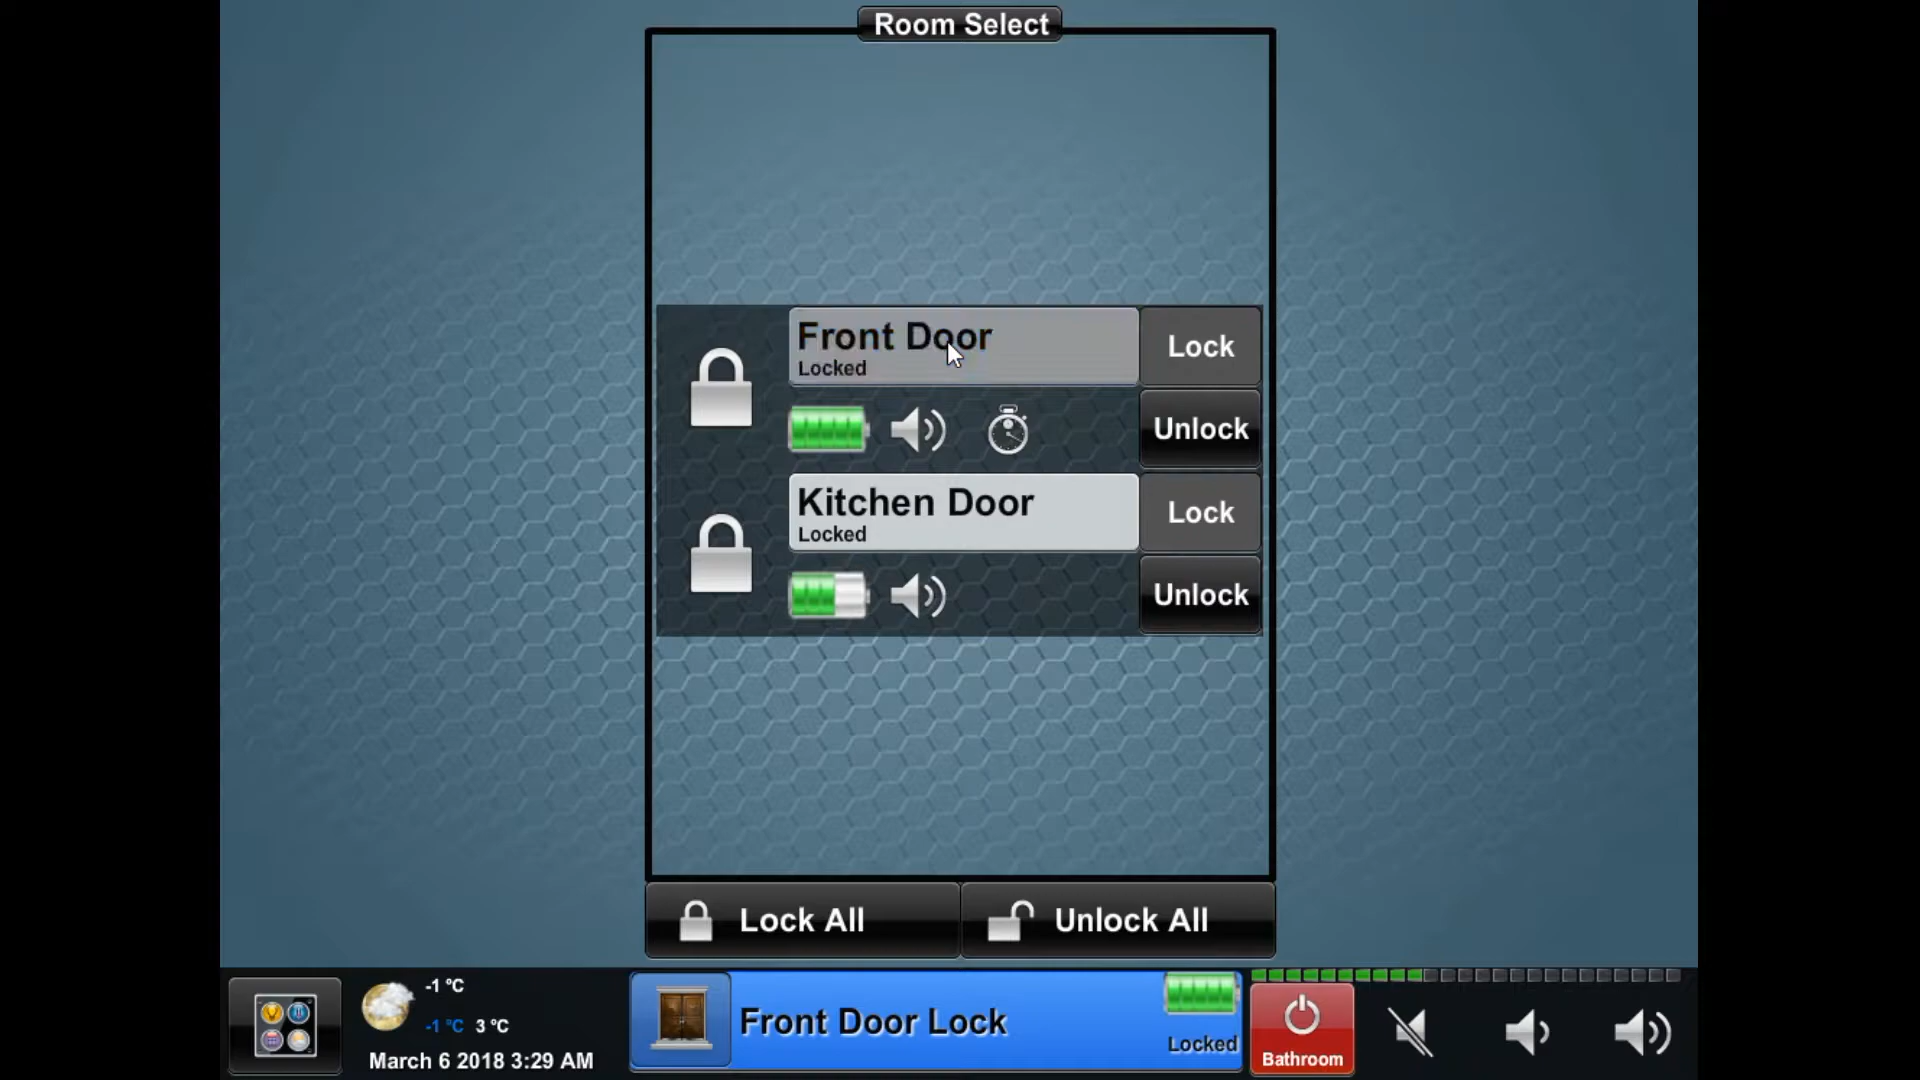 Room Select
Front Door
Locked
Lock
Unlock
Kitchen Door
Locked
Lock
Unlock
Lock All
Unlock All
-1 °C
-1 °C 3 °C
March 6 2018 3:29 AM
Front Door Lock
Locked
Bathroom